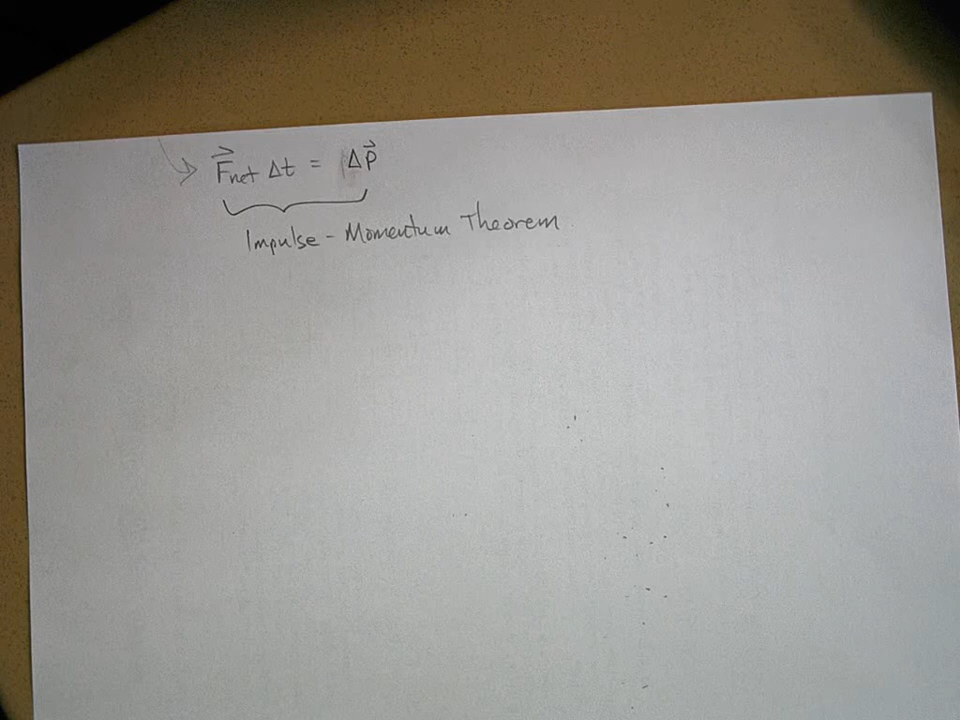 → F⃗net Δt = Δp⃗
Impulse - Momentum Theorem